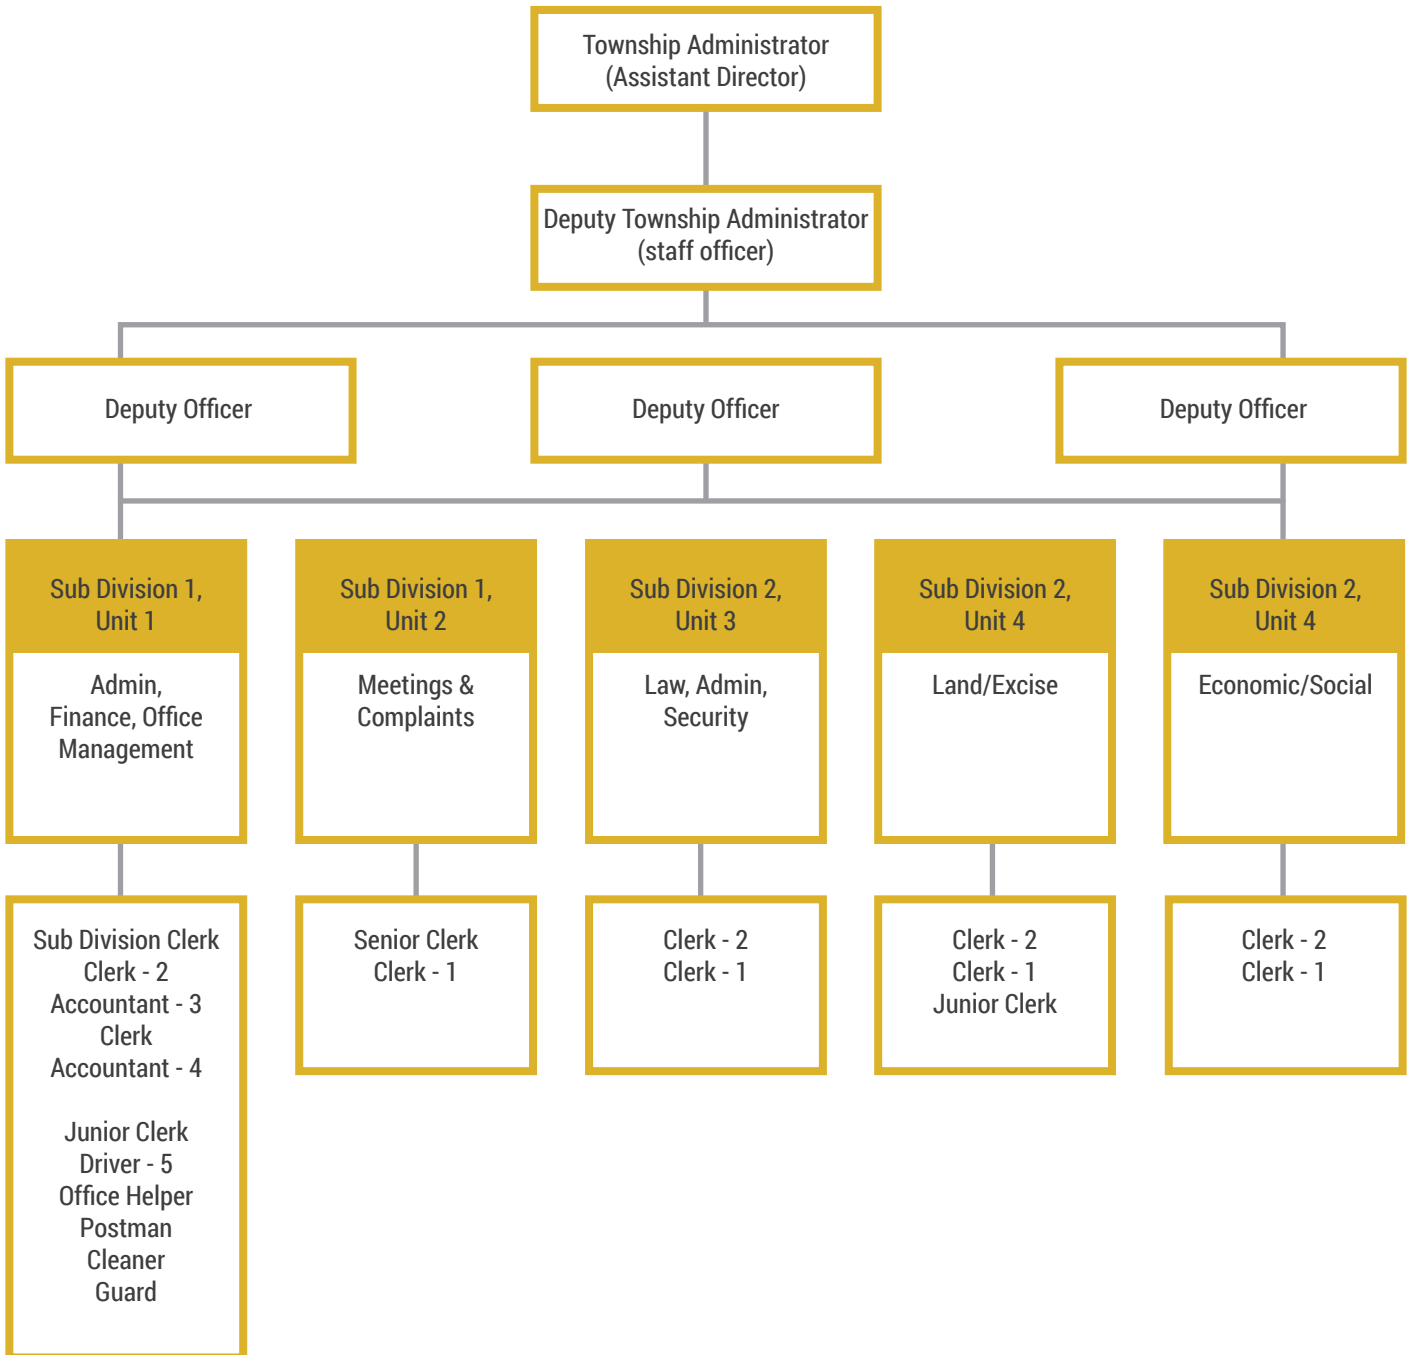 Township Administrator
(Assistant Director)
Deputy Township Administrator
(staff officer)
Deputy Officer
Deputy Officer
Deputy Officer
Sub Division 1,
Unit 1
Admin,
Finance, Office
Management
Sub Division 1,
Unit 2
Meetings &
Complaints
Sub Division 2,
Unit 3
Law, Admin,
Security
Sub Division 2,
Unit 4
Land/Excise
Sub Division 2,
Unit 4
Economic/Social
Sub Division Clerk
Clerk - 2
Accountant - 3
Clerk
Accountant - 4
Junior Clerk
Driver - 5
Office Helper
Postman
Cleaner
Guard
Senior Clerk
Clerk - 1
Clerk - 2
Clerk - 1
Clerk - 2
Clerk - 1
Junior Clerk
Clerk - 2
Clerk - 1